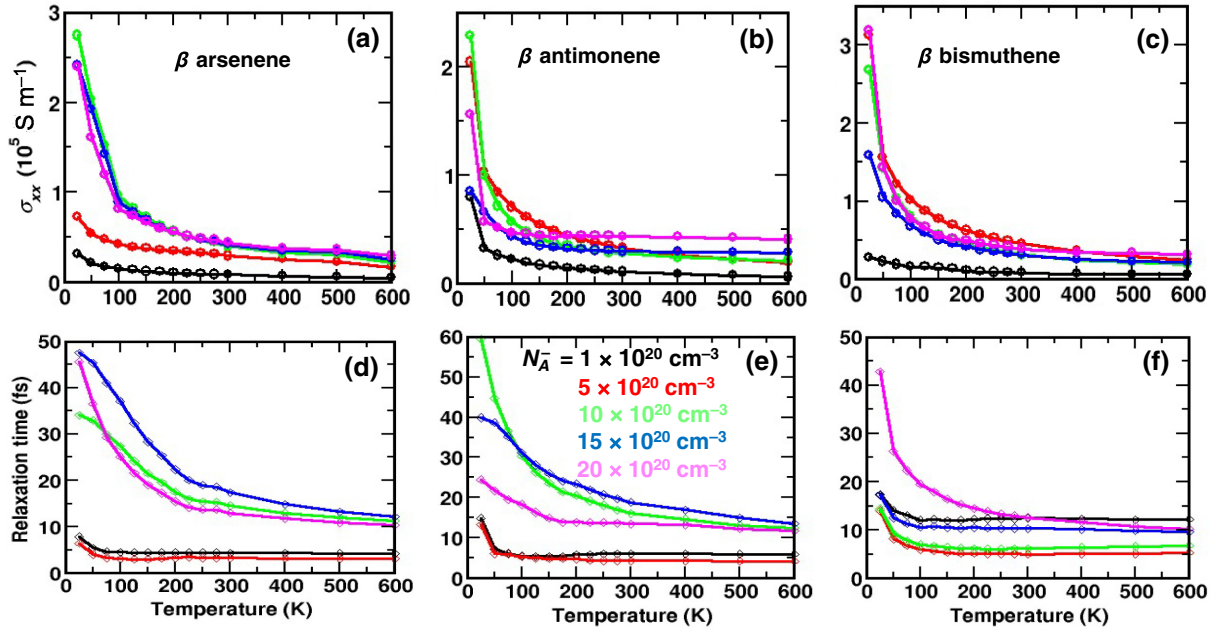 (a)
β arsenene
σxx (10⁵ S m⁻¹)
3
2
1
0
0 100 200 300 400 500 600
(b)
β antimonene
2
1
0
0 100 200 300 400 500 600
(c)
β bismuthene
3
2
1
0
0 100 200 300 400 500 600
(d)
Relaxation time (fs)
50
40
30
20
10
0
0 100 200 300 400 500 600
Temperature (K)
(e)
N_A⁻ = 1 × 10²⁰ cm⁻³
5 × 10²⁰ cm⁻³
10 × 10²⁰ cm⁻³
15 × 10²⁰ cm⁻³
20 × 10²⁰ cm⁻³
60
50
40
30
20
10
0
0 100 200 300 400 500 600
Temperature (K)
(f)
50
40
30
20
10
0
0 100 200 300 400 500 600
Temperature (K)